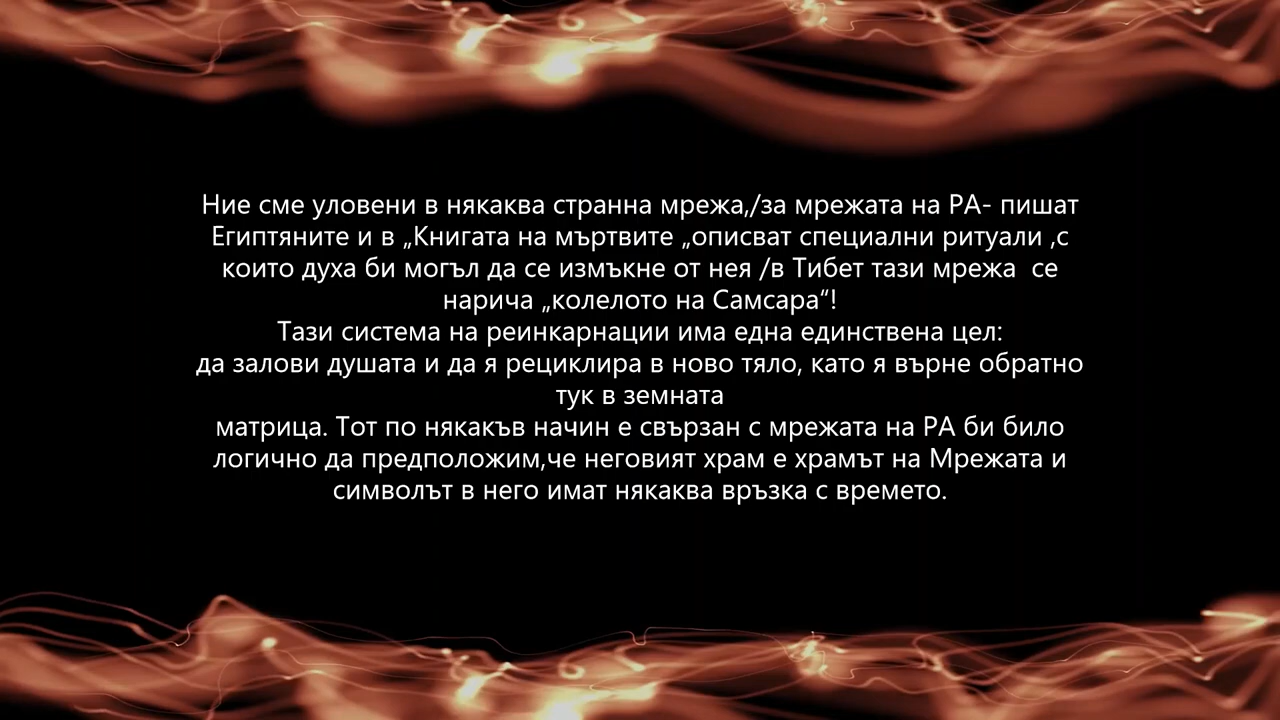 Ние сме уловени в някаква странна мрежа,/за мрежата на РА- пишат
Египтяните и в „Книгата на мъртвите „описват специални ритуали ,с
които духа би могъл да се измъкне от нея /в Тибет тази мрежа  се
нарича „колелото на Самсара“!
Тази система на реинкарнации има една единствена цел:
да залови душата и да я рециклира в ново тяло, като я върне обратно
тук в земната
матрица. Тот по някакъв начин е свързан с мрежата на РА би било
логично да предположим,че неговият храм е храмът на Мрежата и
символът в него имат някаква връзка с времето.